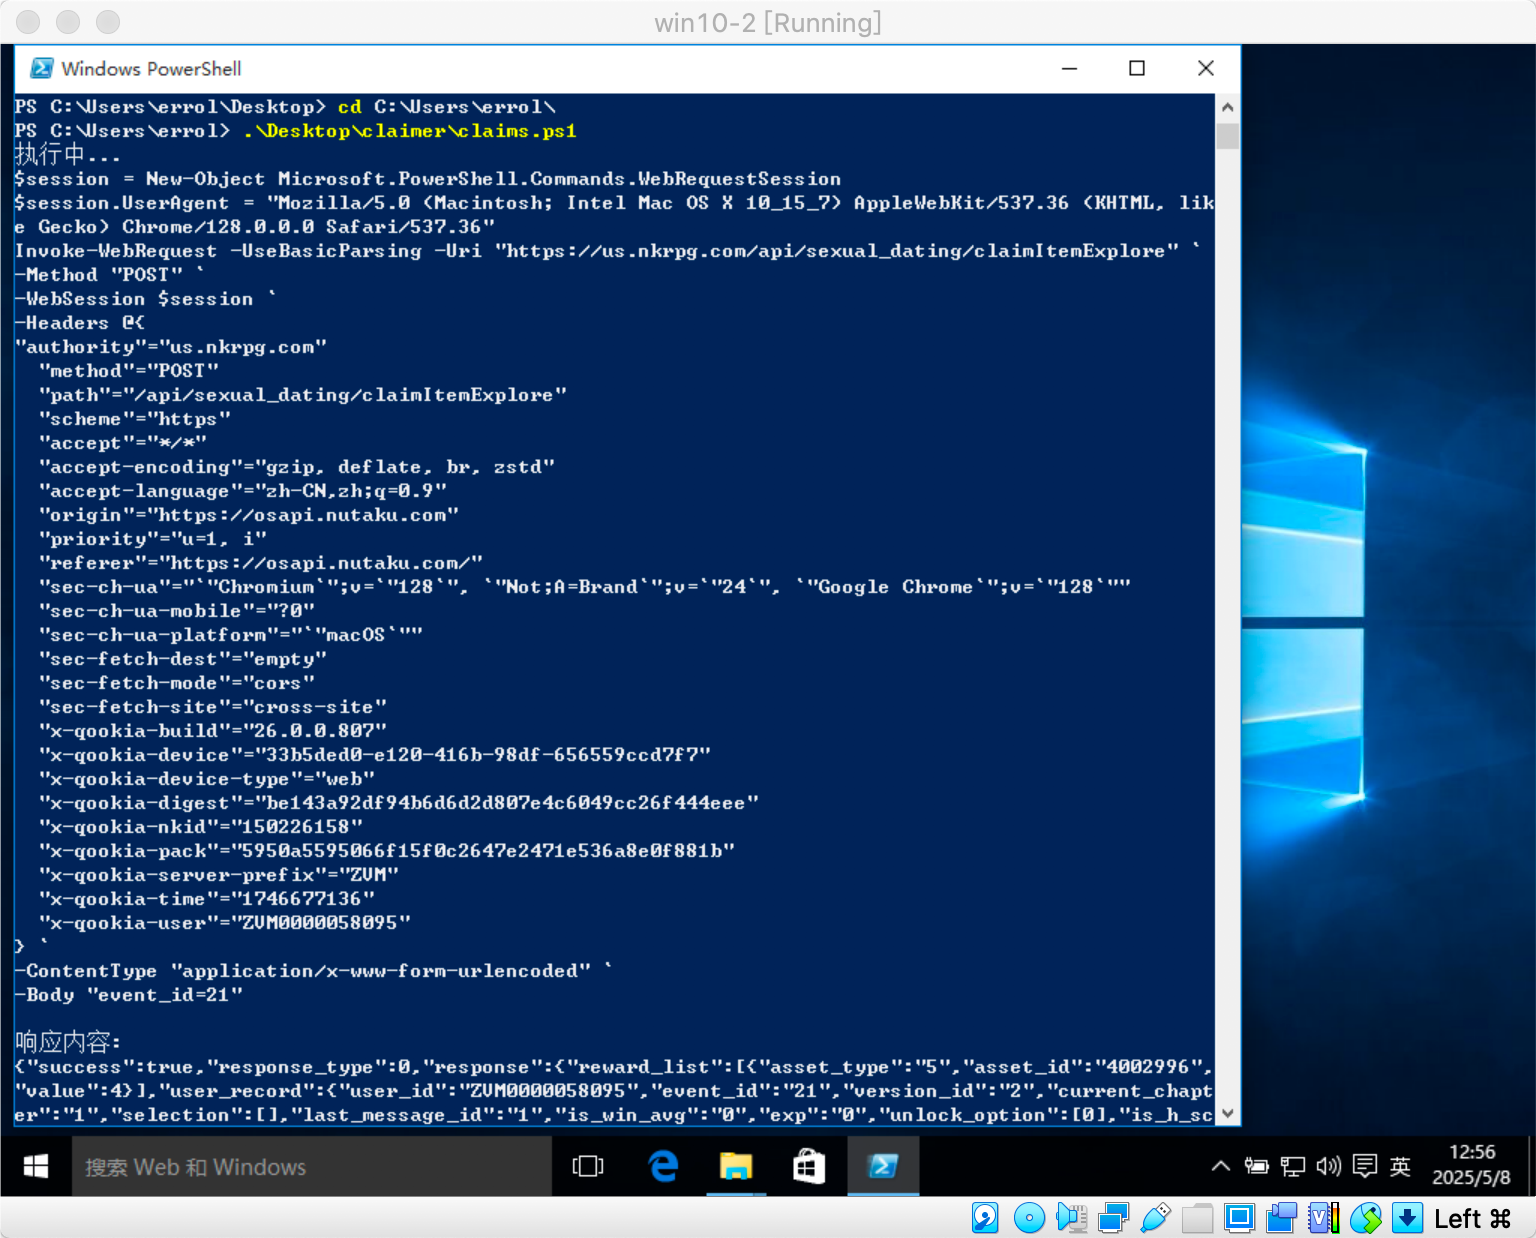 win10-2 [Running]
Windows PowerShell
PS C:\Users\errol\Desktop> cd C:\Users\errol\
PS C:\Users\errol> .\Desktop\claimer\claims.ps1
执行中...
$session = New-Object Microsoft.PowerShell.Commands.WebRequestSession
$session.UserAgent = "Mozilla/5.0 (Macintosh; Intel Mac OS X 10_15_7) AppleWebKit/537.36 (KHTML, lik
e Gecko) Chrome/128.0.0.0 Safari/537.36"
Invoke-WebRequest -UseBasicParsing -Uri "https://us.nkrpg.com/api/sexual_dating/claimItemExplore" `
-Method "POST" `
-WebSession $session `
-Headers @{
"authority"="us.nkrpg.com"
"method"="POST"
"path"="/api/sexual_dating/claimItemExplore"
"scheme"="https"
"accept"="*/*"
"accept-encoding"="gzip, deflate, br, zstd"
"accept-language"="zh-CN,zh;q=0.9"
"origin"="https://osapi.nutaku.com"
"priority"="u=1, i"
"referer"="https://osapi.nutaku.com/"
"sec-ch-ua"="`"Chromium`";v=`"128`", `"Not;A=Brand`";v=`"24`", `"Google Chrome`";v=`"128`""
"sec-ch-ua-mobile"="?0"
"sec-ch-ua-platform"="`"macOS`""
"sec-fetch-dest"="empty"
"sec-fetch-mode"="cors"
"sec-fetch-site"="cross-site"
"x-qookia-build"="26.0.0.807"
"x-qookia-device"="33b5ded0-e120-416b-98df-656559ccd7f7"
"x-qookia-device-type"="web"
"x-qookia-digest"="be143a92df94b6d6d2d807e4c6049cc26f444eee"
"x-qookia-nkid"="150226158"
"x-qookia-pack"="5950a5595066f15f0c2647e2471e536a8e0f881b"
"x-qookia-server-prefix"="ZVM"
"x-qookia-time"="1746677136"
"x-qookia-user"="ZVM0000058095"
} `
-ContentType "application/x-www-form-urlencoded" `
-Body "event_id=21"
响应内容:
{"success":true,"response_type":0,"response":{"reward_list":[{"asset_type":"5","asset_id":"4002996",
"value":4}],"user_record":{"user_id":"ZVM0000058095","event_id":"21","version_id":"2","current_chapt
er":"1","selection":[],"last_message_id":"1","is_win_avg":"0","exp":"0","unlock_option":[0],"is_h_sc
搜索 Web 和 Windows
英
12:56
2025/5/8
Left ⌘